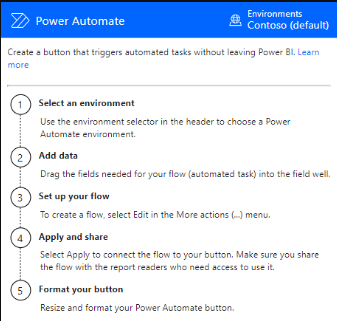 Power Automate
Environments
Contoso (default)
Create a button that triggers automated tasks without leaving Power BI. Learn
more
1 Select an environment
Use the environment selector in the header to choose a Power
Automate environment.
2 Add data
Drag the fields needed for your flow (automated task) into the field well.
3 Set up your flow
To create a flow, select Edit in the More actions (...) menu.
4 Apply and share
Select Apply to connect the flow to your button. Make sure you share
the flow with the report readers who need access to use it.
5 Format your button
Resize and format your Power Automate button.